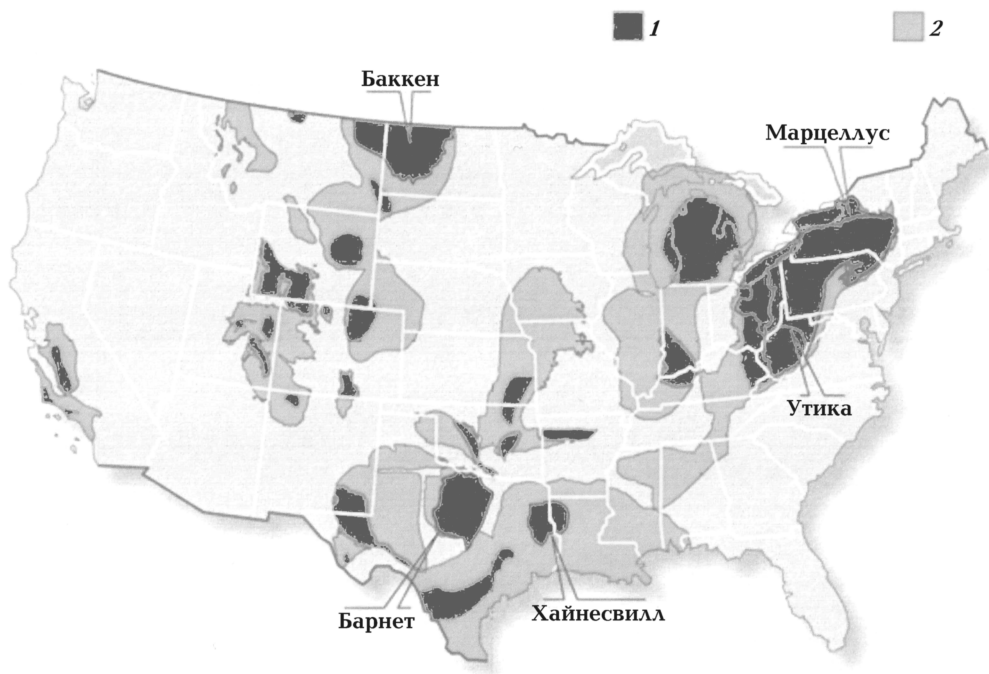 1
2
Баккен
Марцеллус
Утика
Барнет
Хайнесвилл